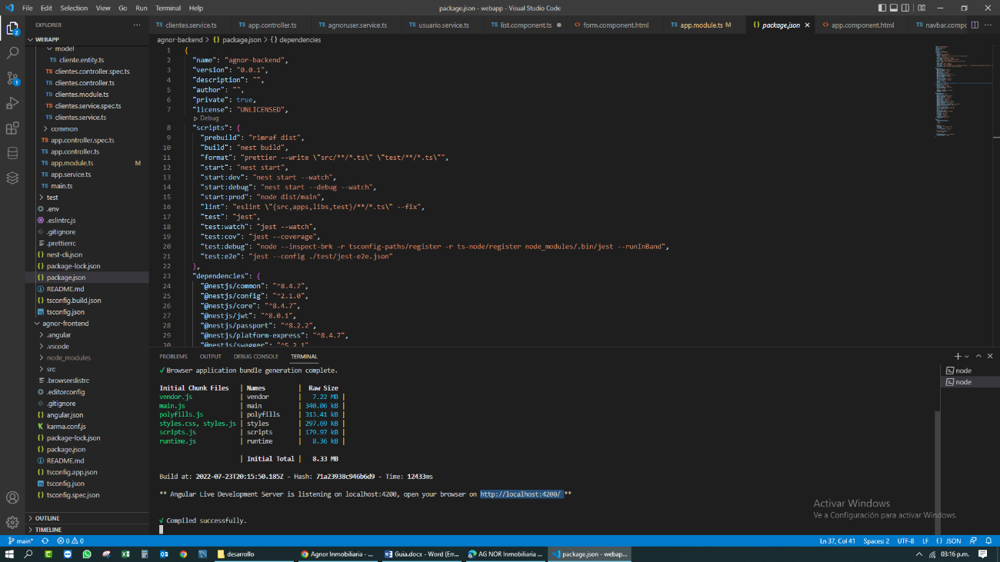 File Edit Selection View Go Run Terminal Help
package.json - webapp - Visual Studio Code
EXPLORER
clientes.service.ts
app.controller.ts
agnoruser.service.ts
usuario.service.ts
list.component.ts
form.component.html
app.module.ts M
package.json
app.component.html
navbar.compo
WEBAPP
agnor-backend > {} package.json > {} dependencies
model
cliente.entity.ts
clientes.controller.spec.ts
clientes.controller.ts
clientes.module.ts
clientes.service.spec.ts
clientes.service.ts
common
app.controller.spec.ts
app.controller.ts
app.module.ts M
app.service.ts
main.ts
test
.env
.eslintrc.js
.gitignore
.prettierrc
nest-cli.json
package-lock.json
package.json
README.md
tsconfig.build.json
tsconfig.json
agnor-frontend
.angular
.vscode
node_modules
src
.browserslistrc
.editorconfig
.gitignore
angular.json
karma.conf.js
package-lock.json
package.json
README.md
tsconfig.app.json
tsconfig.json
tsconfig.spec.json
OUTLINE
TIMELINE
1 {
2 "name": "agnor-backend",
3 "version": "0.0.1",
4 "description": "",
5 "author": "",
6 "private": true,
7 "license": "UNLICENSED",
Debug
8 "scripts": {
9 "prebuild": "rimraf dist",
10 "build": "nest build",
11 "format": "prettier --write \"src/**/*.ts\" \"test/**/*.ts\"",
12 "start": "nest start",
13 "start:dev": "nest start --watch",
14 "start:debug": "nest start --debug --watch",
15 "start:prod": "node dist/main",
16 "lint": "eslint \"{src,apps,libs,test}/**/*.ts\" --fix",
17 "test": "jest",
18 "test:watch": "jest --watch",
19 "test:cov": "jest --coverage",
20 "test:debug": "node --inspect-brk -r tsconfig-paths/register -r ts-node/register node_modules/.bin/jest --runInBand",
21 "test:e2e": "jest --config ./test/jest-e2e.json"
22 },
23 "dependencies": {
24 "@nestjs/common": "^8.4.7",
25 "@nestjs/config": "^2.1.0",
26 "@nestjs/core": "^8.4.7",
27 "@nestjs/jwt": "^8.0.1",
28 "@nestjs/passport": "^8.2.2",
29 "@nestjs/platform-express": "^8.4.7",
30 "@nestjs/swagger": "^5.2.1"
PROBLEMS OUTPUT DEBUG CONSOLE TERMINAL
√ Browser application bundle generation complete.
Initial Chunk Files | Names | Raw Size
vendor.js | vendor | 7.22 MB |
main.js | main | 340.06 kB |
polyfills.js | polyfills | 313.41 kB |
styles.css, styles.js | styles | 297.69 kB |
scripts.js | scripts | 179.97 kB |
runtime.js | runtime | 8.36 kB |
| Initial Total | 8.33 MB
Build at: 2022-07-23T20:15:50.185Z - Hash: 71a23938c946b6d9 - Time: 12433ms
** Angular Live Development Server is listening on localhost:4200, open your browser on http://localhost:4200/ **
√ Compiled successfully.
node
node
Activar Windows
Ve a Configuración para activar Windows.
main* 0 0
Ln 37, Col 41 Spaces: 2 UTF-8 LF {} JSON
desarrollo
Agnor Inmobiliaria - ...
Guia.docx - Word (Err...
AG NOR Inmobiliaria ...
package.json - webap...
03:16 p.m.